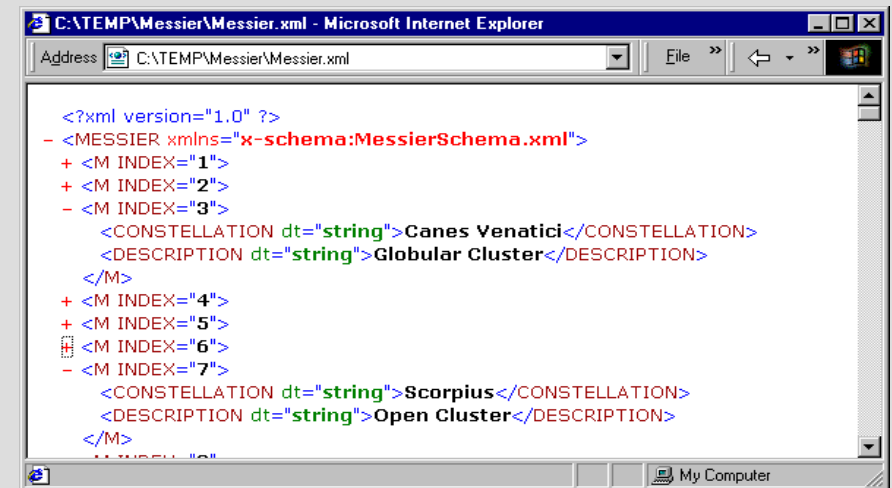 C:\TEMP\Messier\Messier.xml - Microsoft Internet Explorer
Address C:\TEMP\Messier\Messier.xml File »  »
<?xml version="1.0" ?>
- <MESSIER xmlns="x-schema:MessierSchema.xml">
+ <M INDEX="1">
+ <M INDEX="2">
- <M INDEX="3">
<CONSTELLATION dt="string">Canes Venatici</CONSTELLATION>
<DESCRIPTION dt="string">Globular Cluster</DESCRIPTION>
</M>
+ <M INDEX="4">
+ <M INDEX="5">
+ <M INDEX="6">
- <M INDEX="7">
<CONSTELLATION dt="string">Scorpius</CONSTELLATION>
<DESCRIPTION dt="string">Open Cluster</DESCRIPTION>
</M>
My Computer